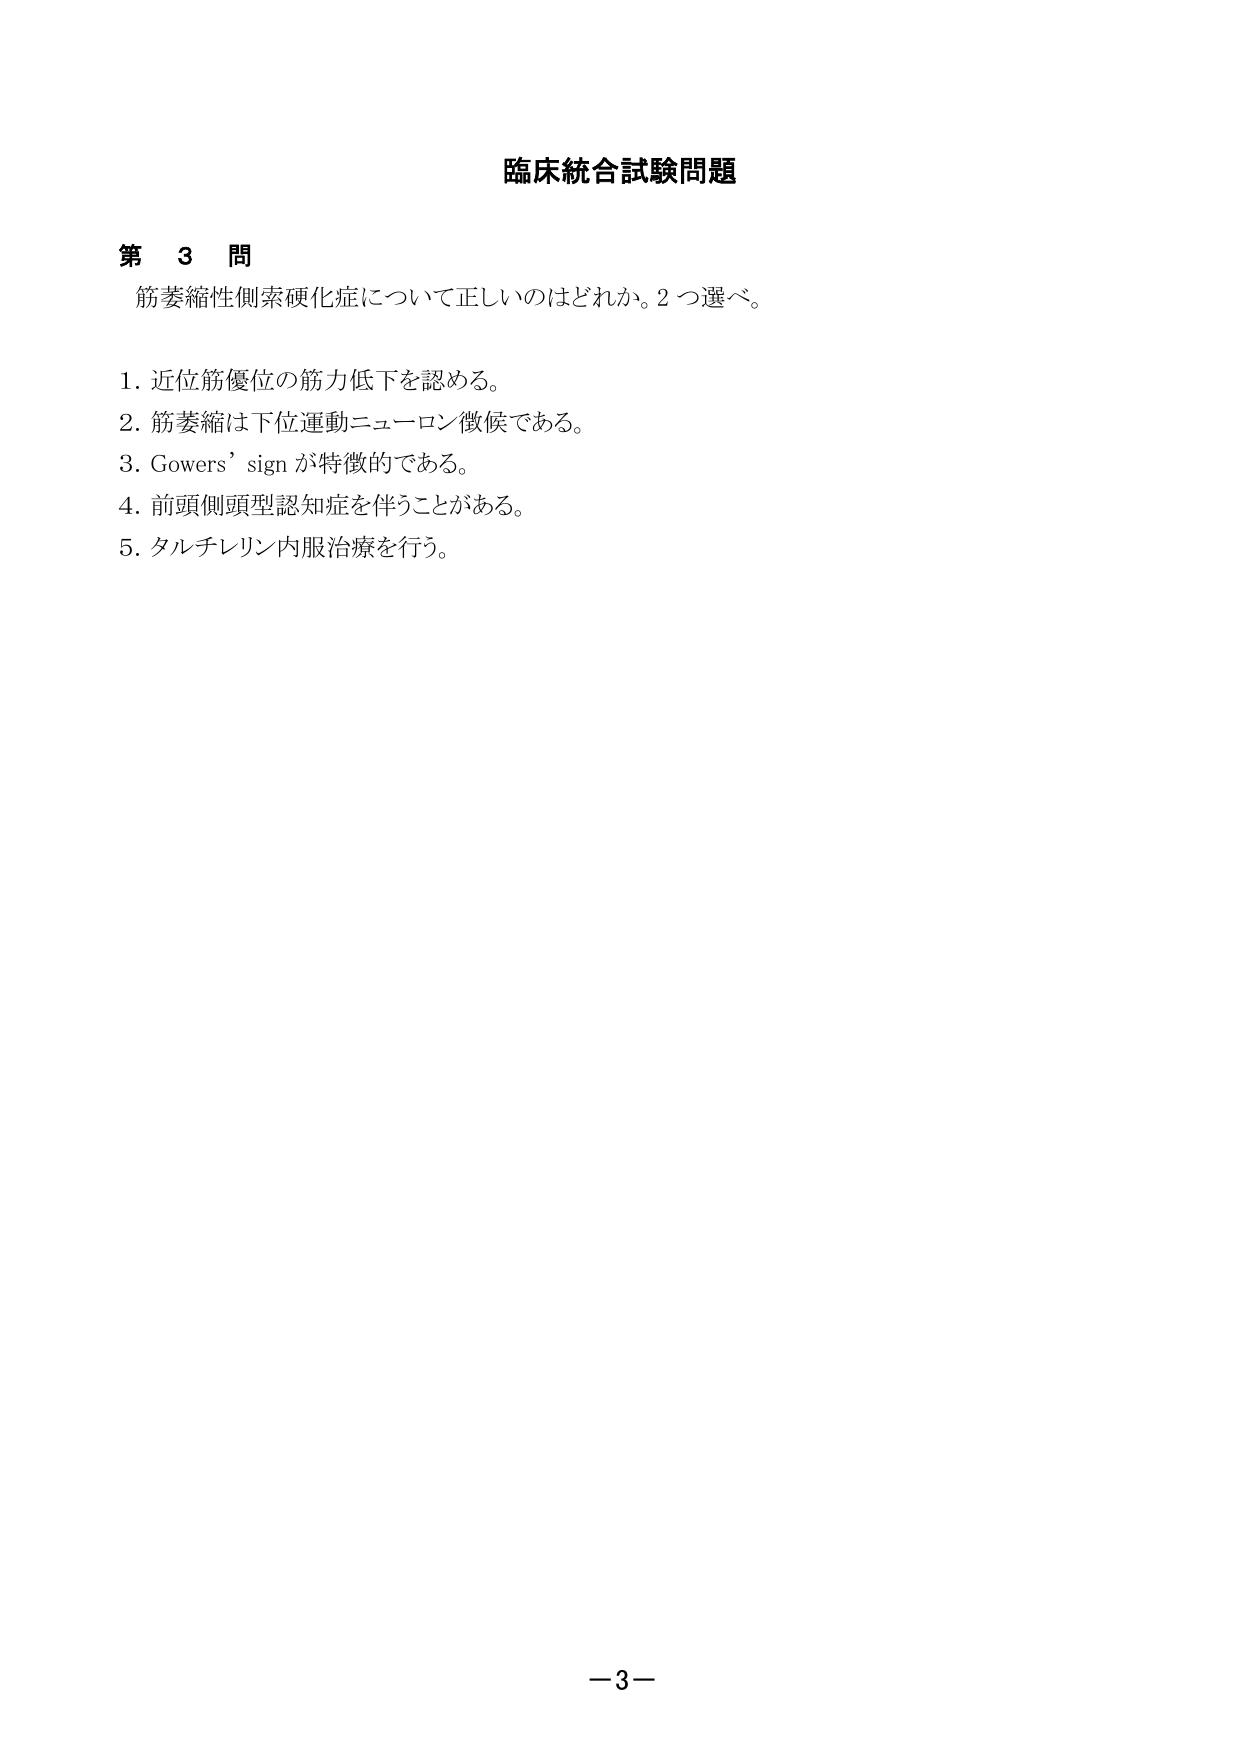 臨床統合試験問題
第 3 問
筋萎縮性側索硬化症について正しいのはどれか。2 つ選べ。
1. 近位筋優位の筋力低下を認める。
2. 筋萎縮は下位運動ニューロン徴候である。
3. Gowers’ sign が特徴的である。
4. 前頭側頭型認知症を伴うことがある。
5. タルチレリン内服治療を行う。
－3－